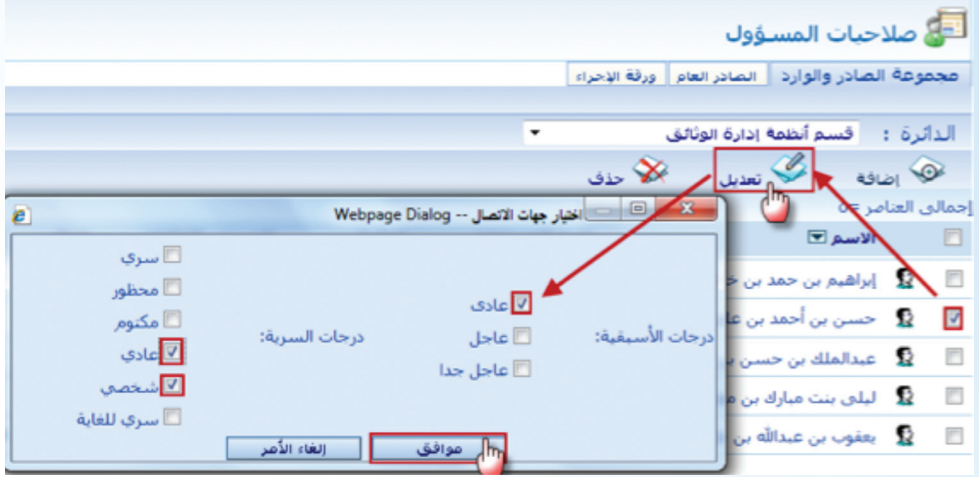 صلاحيات المسؤول
مجموعة الصادر والوارد الصادر العام ورقة الإجراء
الدائرة : قسم أنظمة إدارة الوثائق
إضافة تعديل حذف
إجمالي العناصر =٥
الاسم
إبراهيم بن حمد بن
حسن بن أحمد بن
عبدالملك بن حسن
ليلى بنت مبارك بن
يعقوب بن عبدالله بن
اختيار جهات الاتصال -- Webpage Dialog
درجات الأسبقية:
عادى
عاجل
عاجل جدا
درجات السرية:
سري
محظور
مكتوم
عادي
شخصي
سري للغاية
موافق إلغاء الأمر